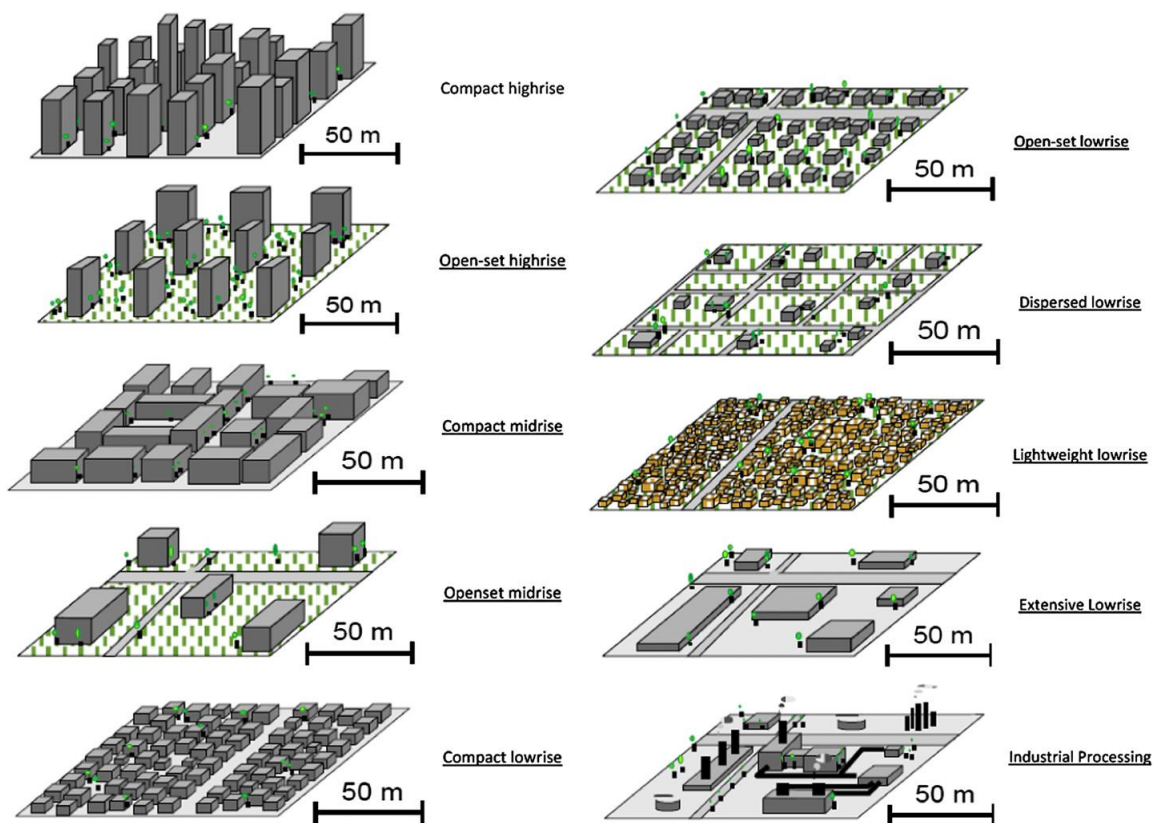 Compact highrise
50 m
Open-set highrise
50 m
Compact midrise
50 m
Openset midrise
50 m
Compact lowrise
50 m
Open-set lowrise
50 m
Dispersed lowrise
50 m
Lightweight lowrise
50 m
Extensive Lowrise
50 m
Industrial Processing
50 m